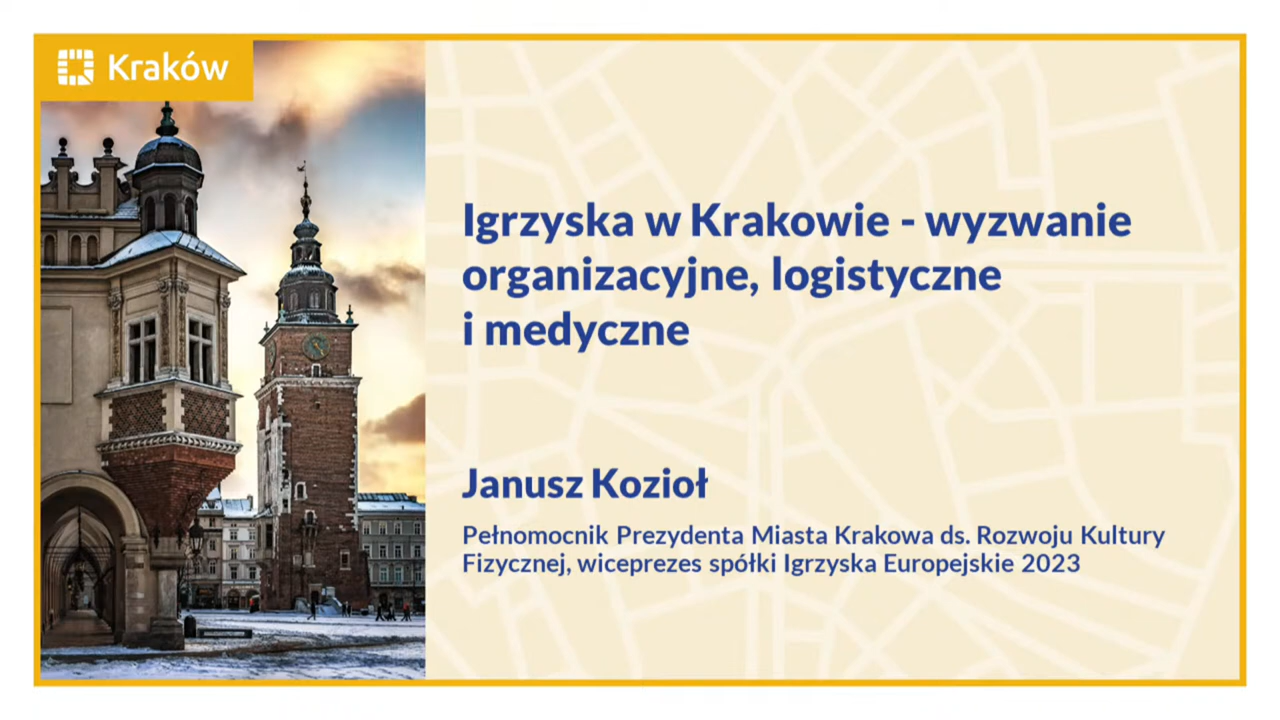 Kraków
Igrzyska w Krakowie - wyzwanie
organizacyjne, logistyczne
i medyczne
Janusz Kozioł
Pełnomocnik Prezydenta Miasta Krakowa ds. Rozwoju Kultury
Fizycznej, wiceprezes spółki Igrzyska Europejskie 2023